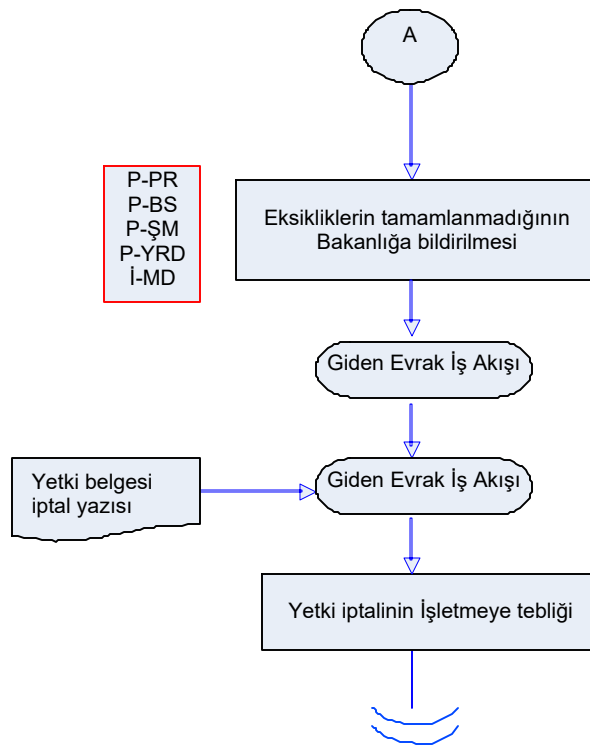 A
P-PR
P-BS
P-ŞM
P-YRD
İ-MD
Eksikliklerin tamamlanmadığının
Bakanlığa bildirilmesi
Giden Evrak İş Akışı
Yetki belgesi
iptal yazısı
Giden Evrak İş Akışı
Yetki iptalinin İşletmeye tebliği